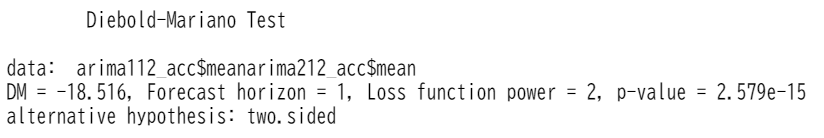 Diebold-Mariano Test
data: arima112_acc$meanarima212_acc$mean
DM = -18.516, Forecast horizon = 1, Loss function power = 2, p-value = 2.579e-15
alternative hypothesis: two.sided